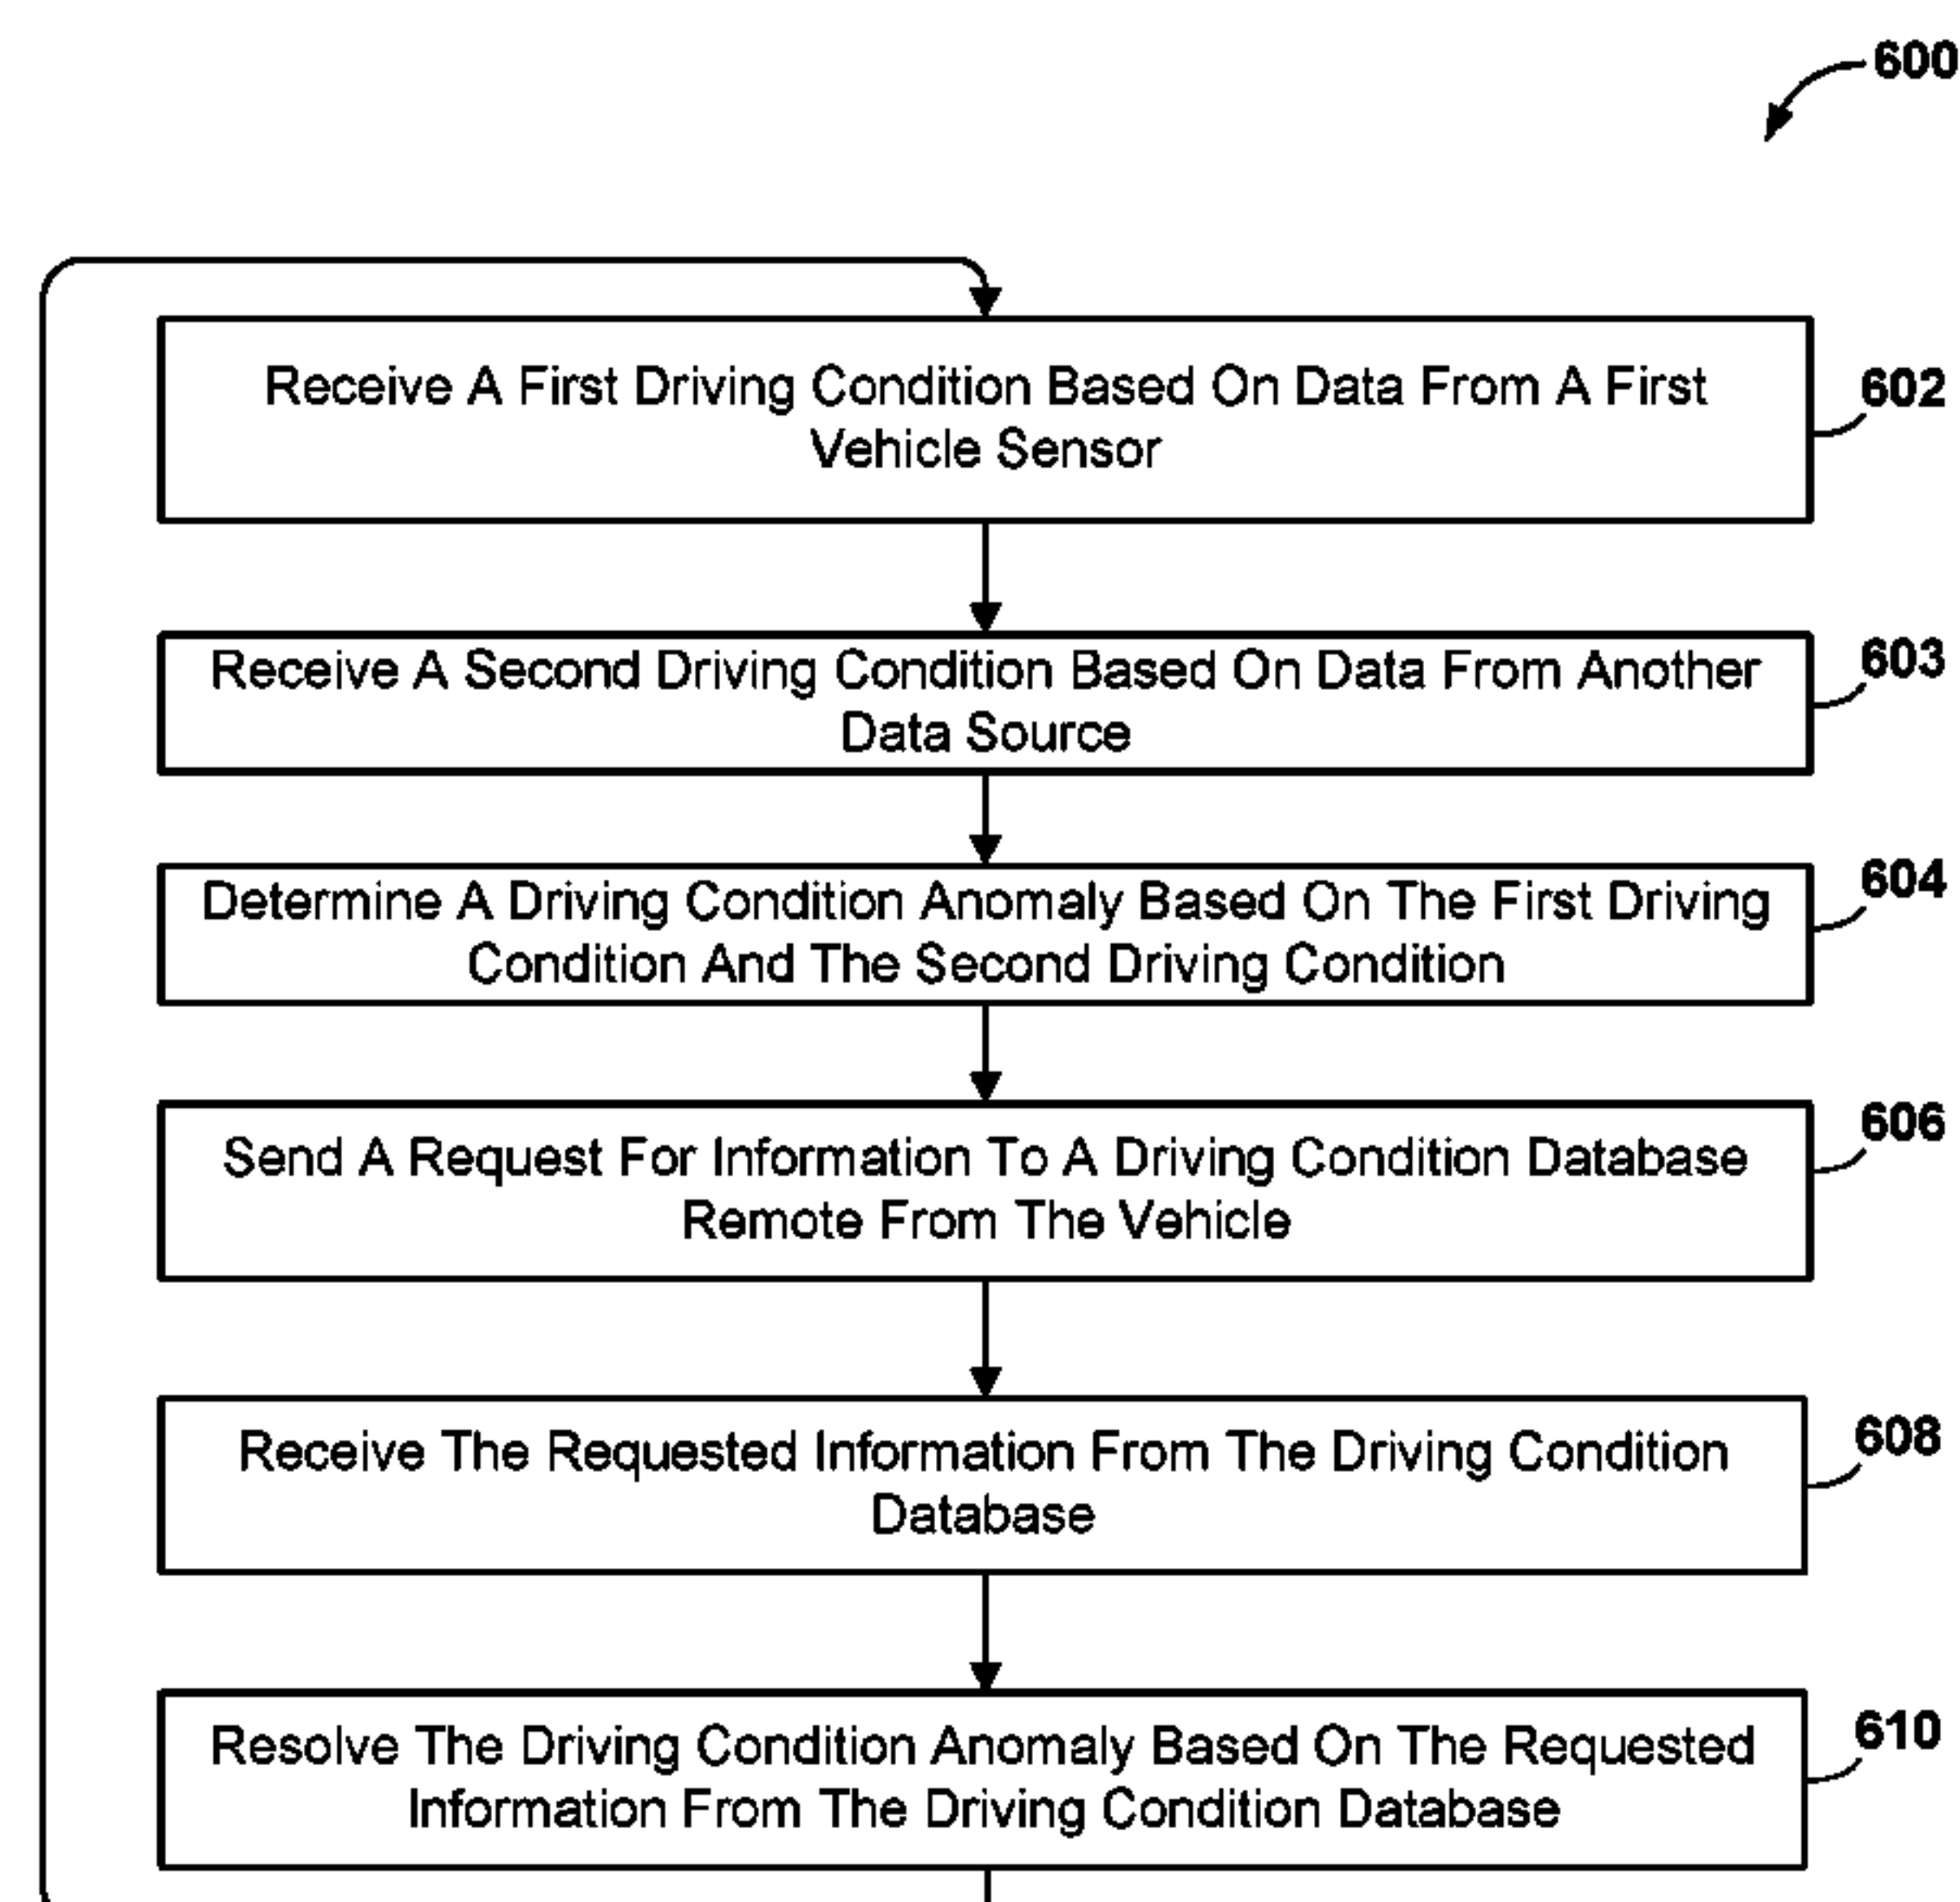 600
Receive A First Driving Condition Based On Data From A First
Vehicle Sensor
602
Receive A Second Driving Condition Based On Data From Another
Data Source
603
Determine A Driving Condition Anomaly Based On The First Driving
Condition And The Second Driving Condition
604
Send A Request For Information To A Driving Condition Database
Remote From The Vehicle
606
Receive The Requested Information From The Driving Condition
Database
608
Resolve The Driving Condition Anomaly Based On The Requested
Information From The Driving Condition Database
610